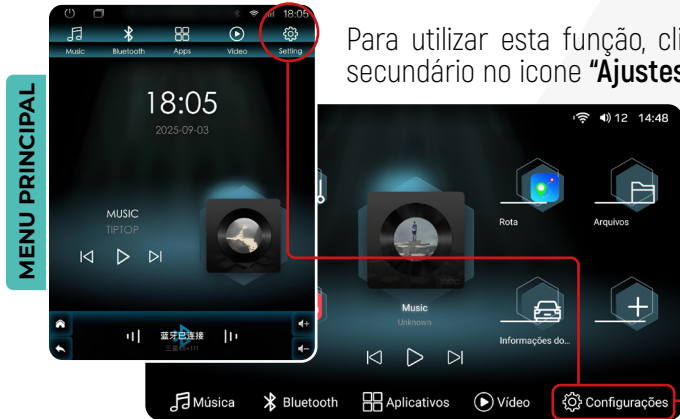 MENU PRINCIPAL
18:05
Music
Bluetooth
Apps
Video
Setting
18:05
2025-09-03
MUSIC
TIPTOP
蓝牙已连接
Para utilizar esta função, cli
secundário no icone "Ajustes
12 14:48
Rota
Arquivos
Music
Unknown
Informações do...
Música
Bluetooth
Aplicativos
Vídeo
Configurações